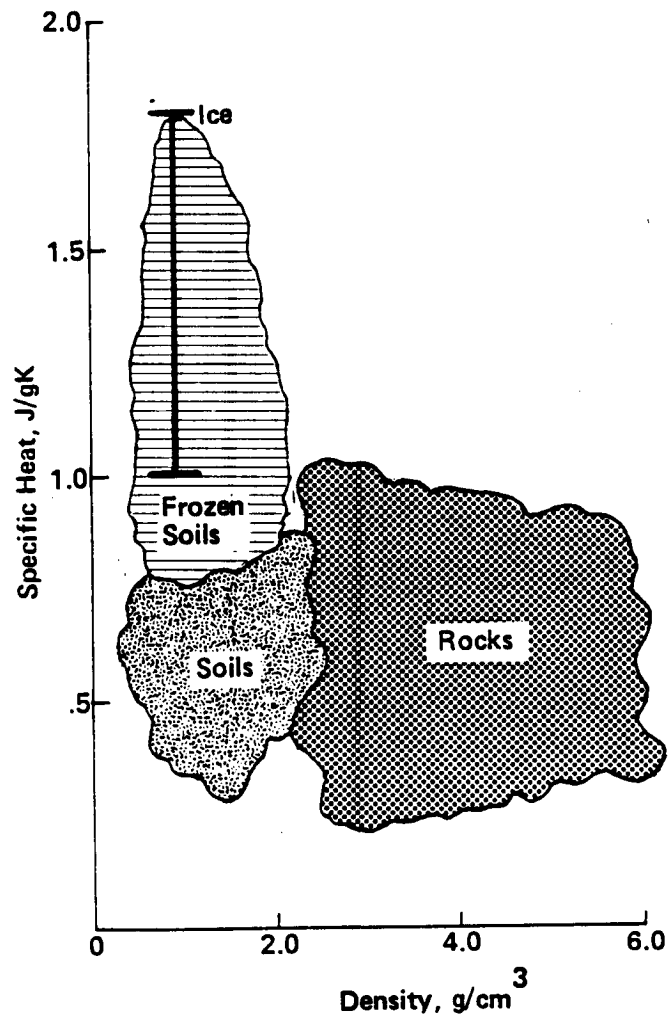 2.0
Ice
1.5
Specific Heat, J/gK
1.0
Frozen
Soils
Rocks
Soils
.5
0
2.0
4.0
6.0
Density, g/cm3